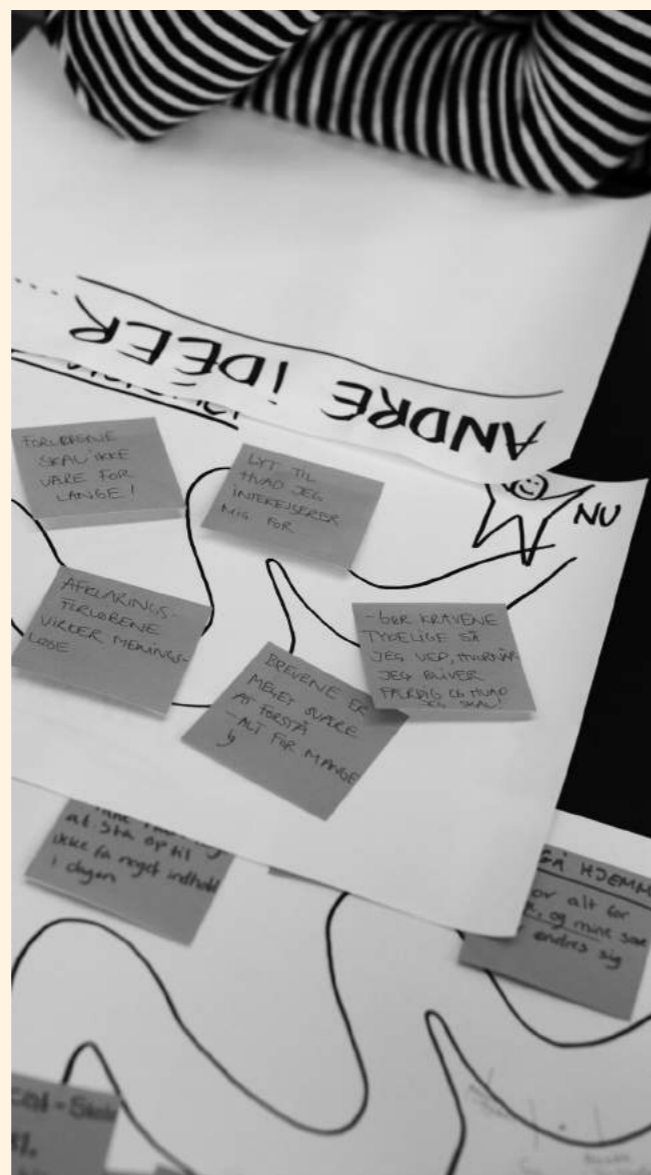 ANDRE IDÉER
FORLØBENE
SKAL IKKE
VÆRE FOR
LANGE!
LYT TIL
HVAD JEG
INTERESSERER
MIG FOR
NU
AFKLARINGS-
FORLØBENE
VIRKER MENINGS-
LØSE
BREVENE ER
MEGET SVÆRE
AT FORSTÅ
- ALT FOR MANGE
- GØR KRAVENE
TYDELIGE SÅ
JEG VED, HVORNÅR
JEG BLIVER
FÆRDIG OG HVAD
JEG SKAL!
at stå op til
ikke få noget indhold
i dagen
GÅ HJEMME
or alt for
og mine
endres sig